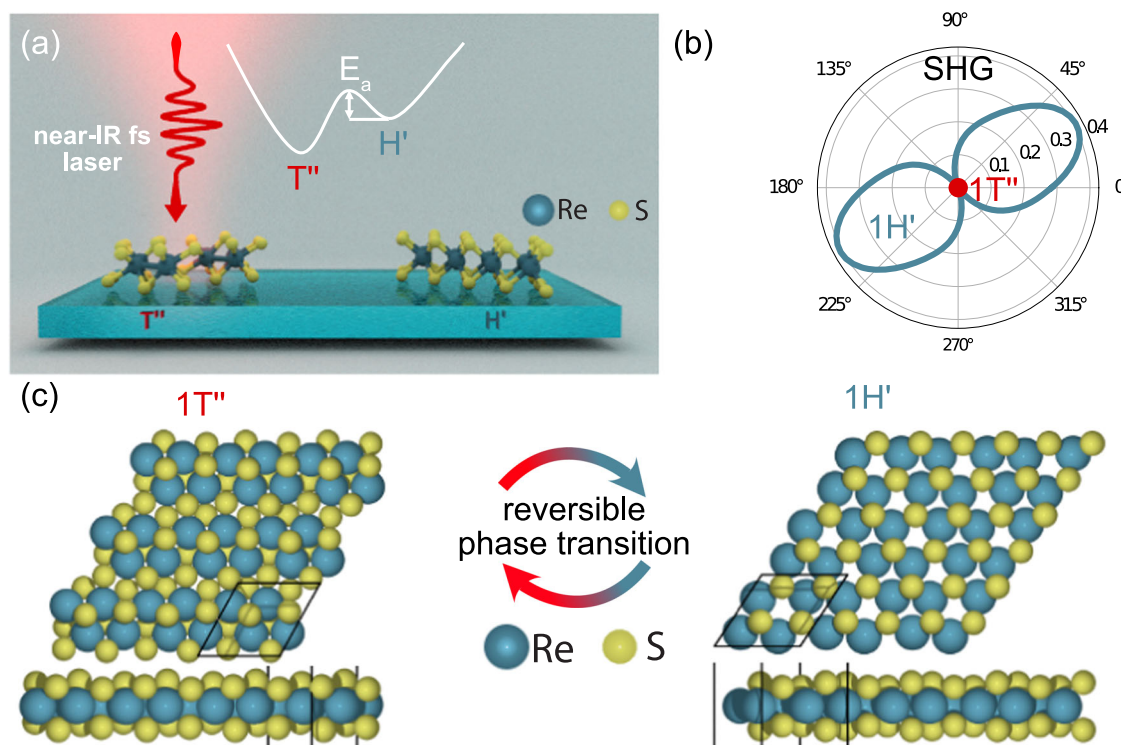 (a)
near-IR fs
laser
E
a
T"
H'
Re
S
T"
H'
(b)
90°
135°
SHG
45°
0.4
0.3
0.2
0.1
180°
1T"
0
1H'
225°
315°
270°
(c)
1T"
1H'
reversible
phase transition
Re
S